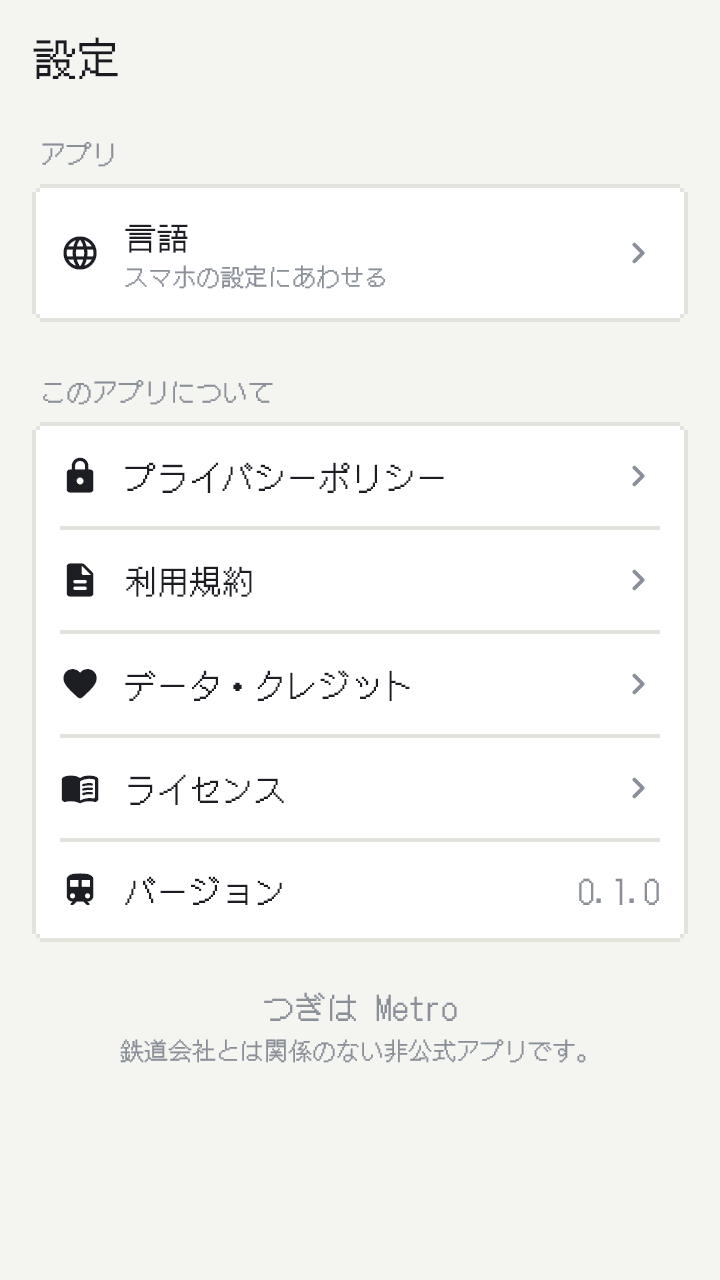 設定
アプリ
言語
スマホの設定にあわせる
このアプリについて
プライバシーポリシー
利用規約
データ・クレジット
ライセンス
バージョン 0.1.0
つぎは Metro
鉄道会社とは関係のない非公式アプリです。